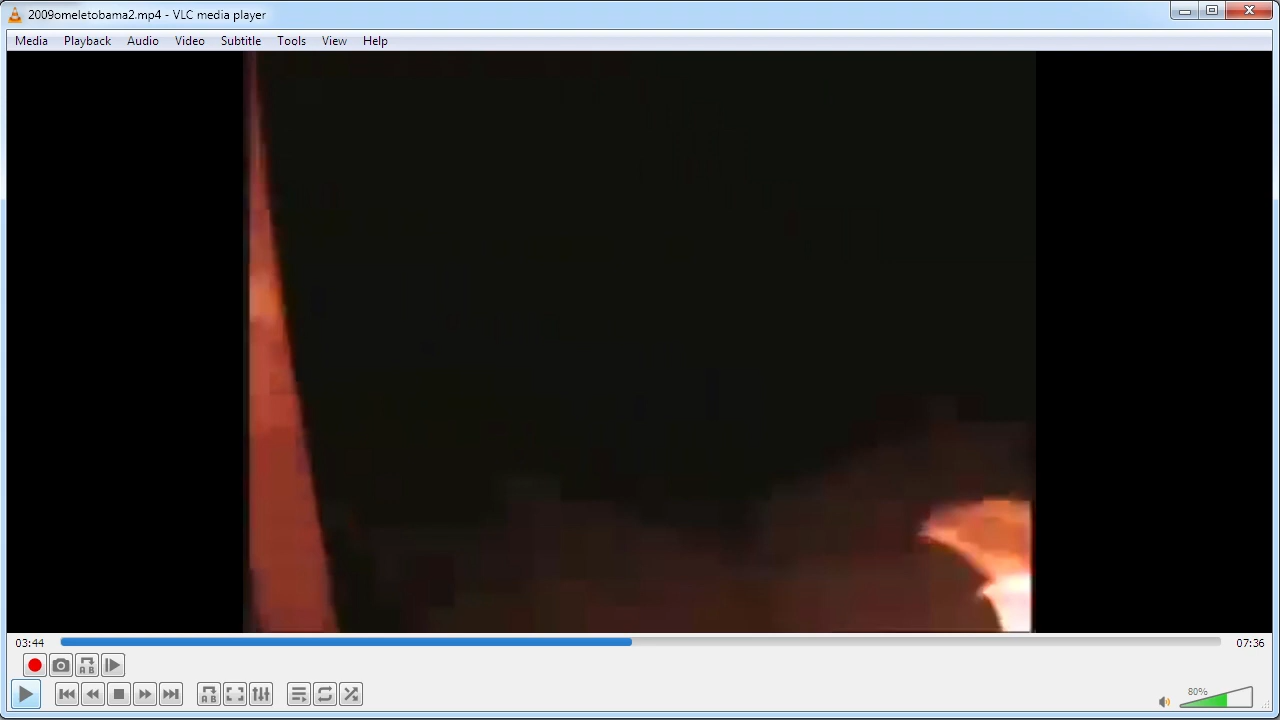 2009omeletobama2.mp4 - VLC media player
Media Playback Audio Video Subtitle Tools View Help
03:44 07:36
A B
A B
80%